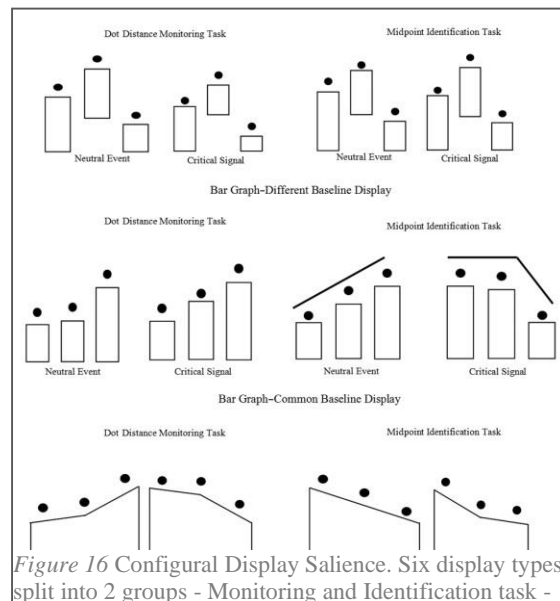 Dot Distance Monitoring Task
Midpoint Identification Task
Neutral Event
Critical Signal
Neutral Event
Critical Signal
Bar Graph–Different Baseline Display
Dot Distance Monitoring Task
Midpoint Identification Task
Neutral Event
Critical Signal
Neutral Event
Critical Signal
Bar Graph–Common Baseline Display
Dot Distance Monitoring Task
Midpoint Identification Task
Figure 16 Configural Display Salience. Six display types
split into 2 groups - Monitoring and Identification task -